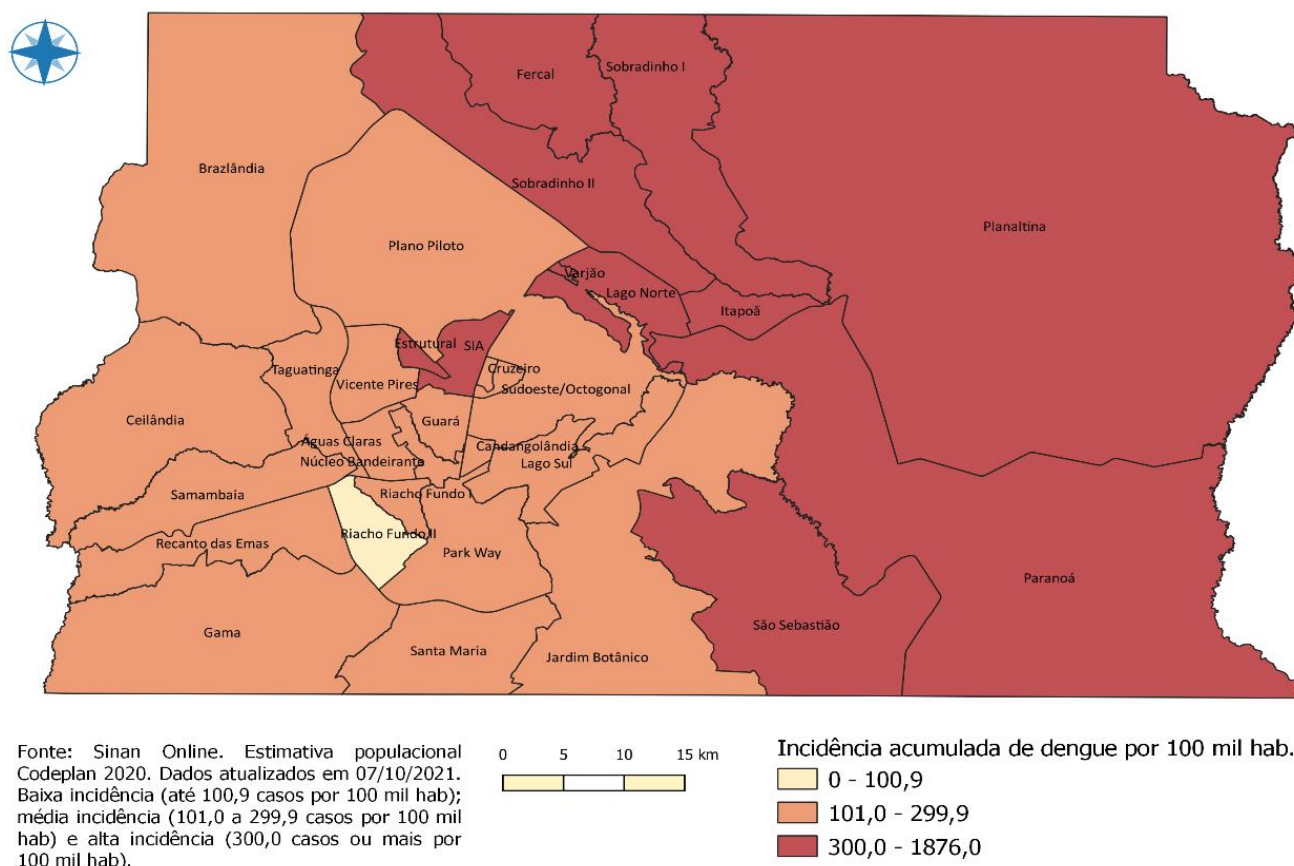 Fercal
Sobradinho I
Brazlândia
Sobradinho II
Planaltina
Plano Piloto
Varjão
Lago Norte
Itapoã
Estrutural
SIA
Taguatinga
Vicente Pires
Cruzeiro
Sudoeste/Octogonal
Ceilândia
Guará
Águas Claras
Candangolândia
Núcleo Bandeirante
Lago Sul
Samambaia
Riacho Fundo I
Riacho Fundo II
Recanto das Emas
Park Way
Paranoá
São Sebastião
Gama
Santa Maria
Jardim Botânico
Fonte: Sinan Online. Estimativa populacional
Codeplan 2020. Dados atualizados em 07/10/2021.
Baixa incidência (até 100,9 casos por 100 mil hab);
média incidência (101,0 a 299,9 casos por 100 mil
hab) e alta incidência (300,0 casos ou mais por
100 mil hab).
0 5 10 15 km
Incidência acumulada de dengue por 100 mil hab.
0 - 100,9
101,0 - 299,9
300,0 - 1876,0